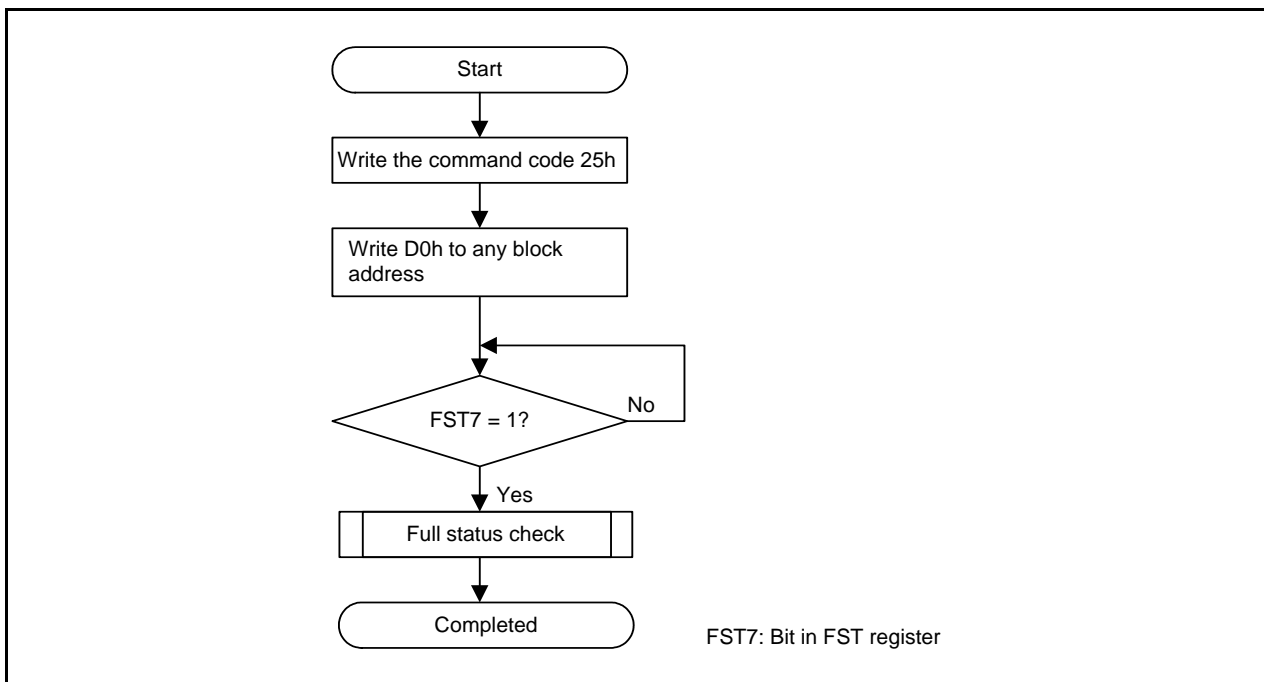 Start
Write the command code 25h
Write D0h to any block
address
FST7 = 1?
No
Yes
Full status check
Completed
FST7: Bit in FST register